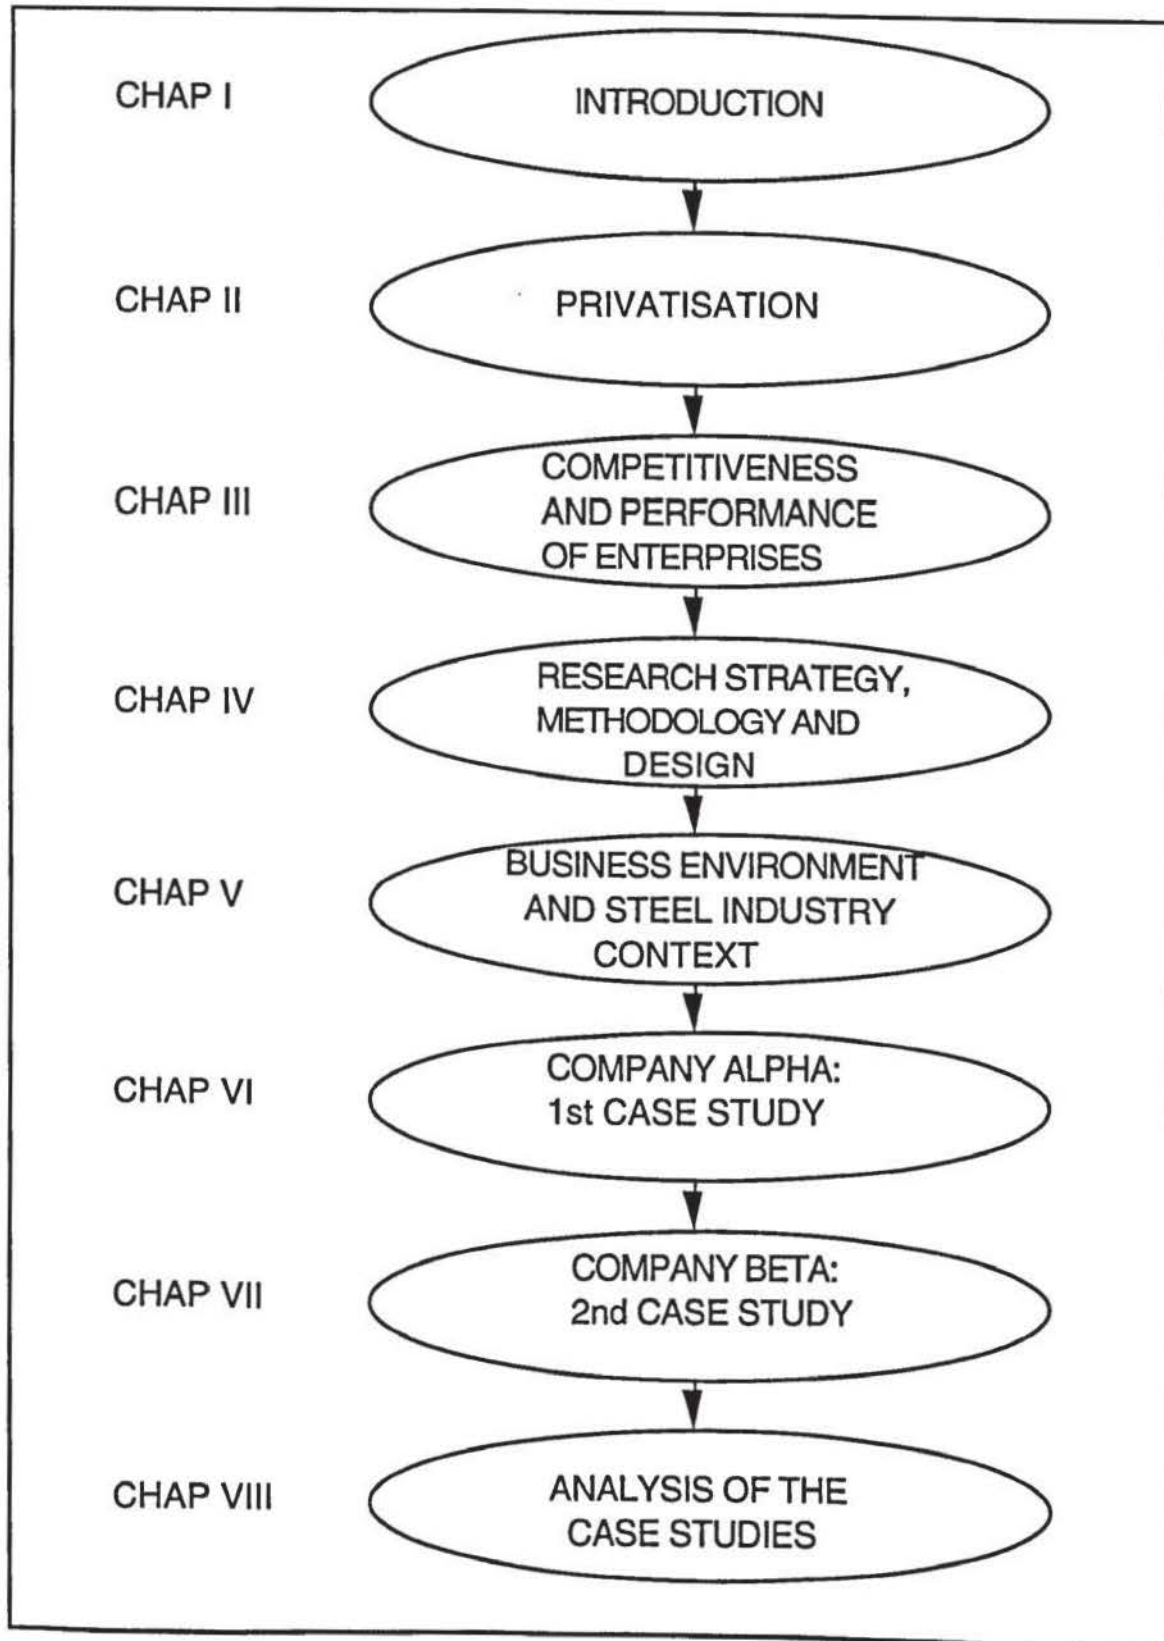 CHAP I
INTRODUCTION
CHAP II
PRIVATISATION
CHAP III
COMPETITIVENESS
AND PERFORMANCE
OF ENTERPRISES
CHAP IV
RESEARCH STRATEGY,
METHODOLOGY AND
DESIGN
CHAP V
BUSINESS ENVIRONMENT
AND STEEL INDUSTRY
CONTEXT
CHAP VI
COMPANY ALPHA:
1st CASE STUDY
CHAP VII
COMPANY BETA:
2nd CASE STUDY
CHAP VIII
ANALYSIS OF THE
CASE STUDIES